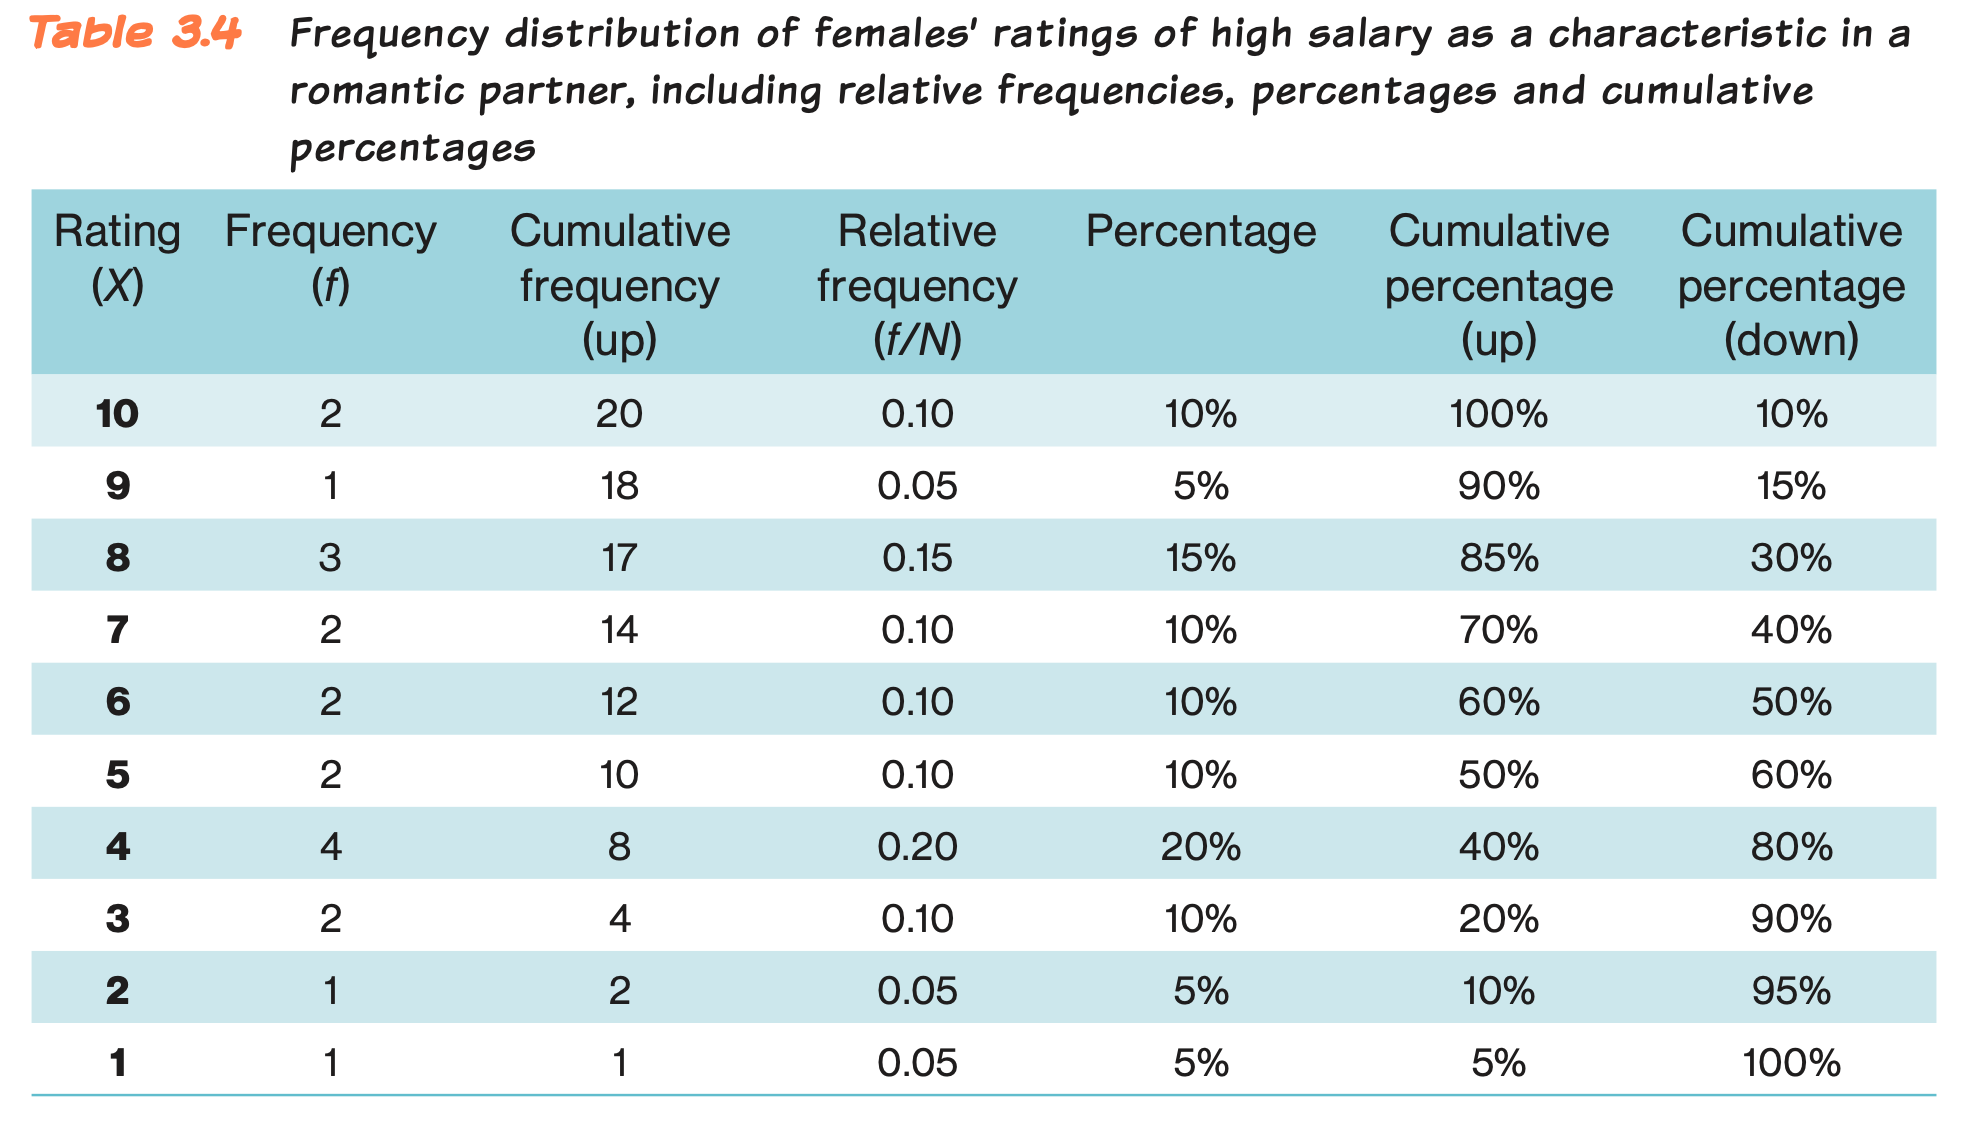 Table 3.4 Frequency distribution of females' ratings of high salary as a characteristic in a
romantic partner, including relative frequencies, percentages and cumulative
percentages
Rating Frequency Cumulative Relative Percentage Cumulative Cumulative
(X) (f) frequency frequency percentage percentage
(up) (f/N) (up) (down)
10 2 20 0.10 10% 100% 10%
9 1 18 0.05 5% 90% 15%
8 3 17 0.15 15% 85% 30%
7 2 14 0.10 10% 70% 40%
6 2 12 0.10 10% 60% 50%
5 2 10 0.10 10% 50% 60%
4 4 8 0.20 20% 40% 80%
3 2 4 0.10 10% 20% 90%
2 1 2 0.05 5% 10% 95%
1 1 1 0.05 5% 5% 100%